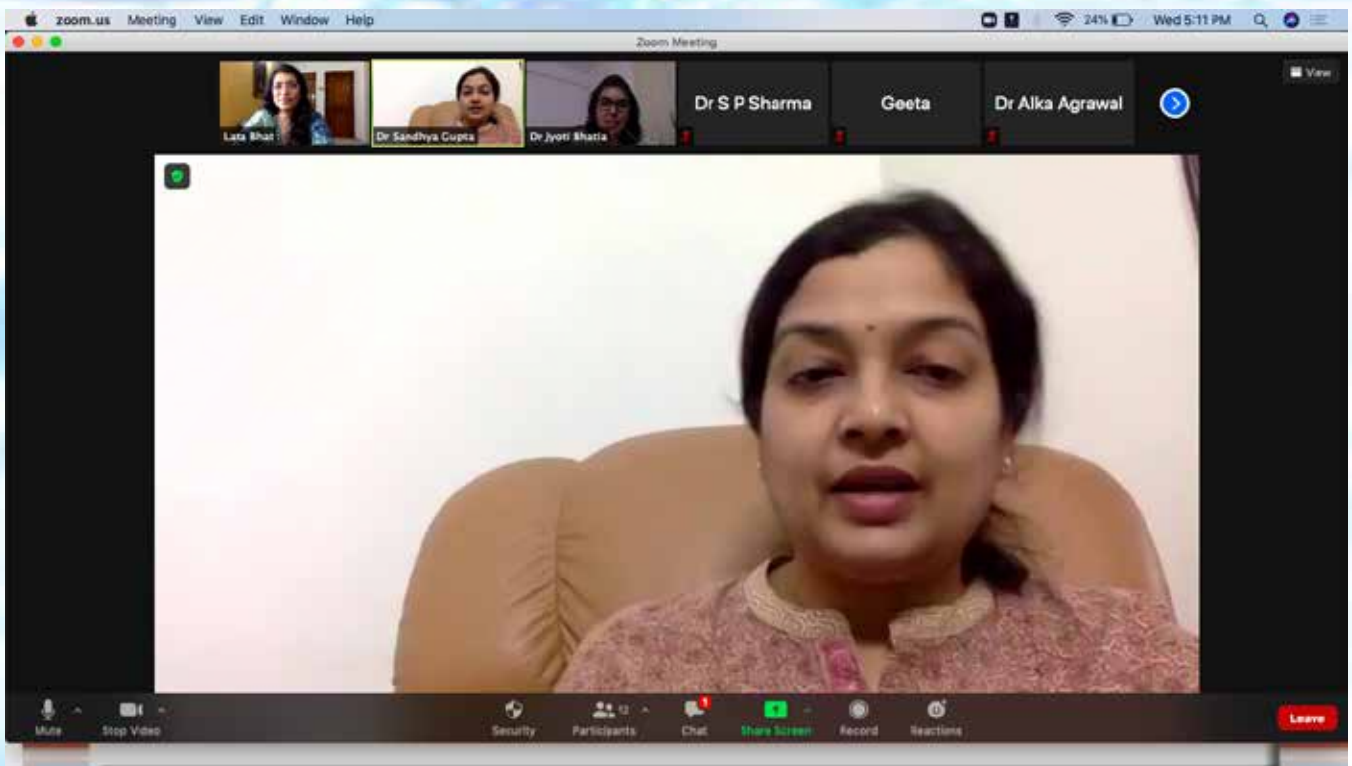 zoom.us Meeting View Edit Window Help 24% Wed 5:11 PM
Zoom Meeting
View
Dr S P Sharma Geeta Dr Alka Agrawal
Lata Bhat Dr Sandhya Gupta Dr Jyoti Bhatia
Mute Stop Video Security Participants 12 Chat 1 Share Screen Record Reactions Leave